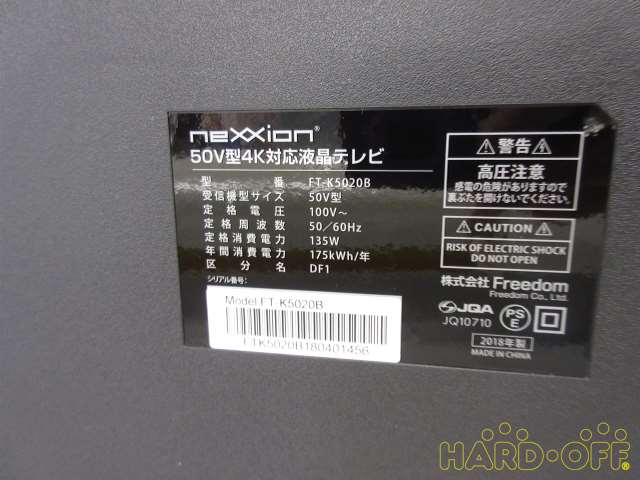 neXXion®
50V型4K対応液晶テレビ
型番 FT-K5020B
受信機型サイズ 50V型
定格電圧 100V～
定格周波数 50／60Hz
定格消費電力 135W
年間消費電力 175kWh/年
区分名 DF1
シリアル番号：
Model FT-K5020B
FTK5020B180401456
警告
高圧注意
感電の危険がありますので
裏ぶたを開けないでください。
CAUTION
RISK OF ELECTRIC SHOCK
DO NOT OPEN
株式会社 Freedom
Freedom Co., Ltd.
JQA
JQ10710
PS
E
2018年製
MADE IN CHINA
HARD-OFF